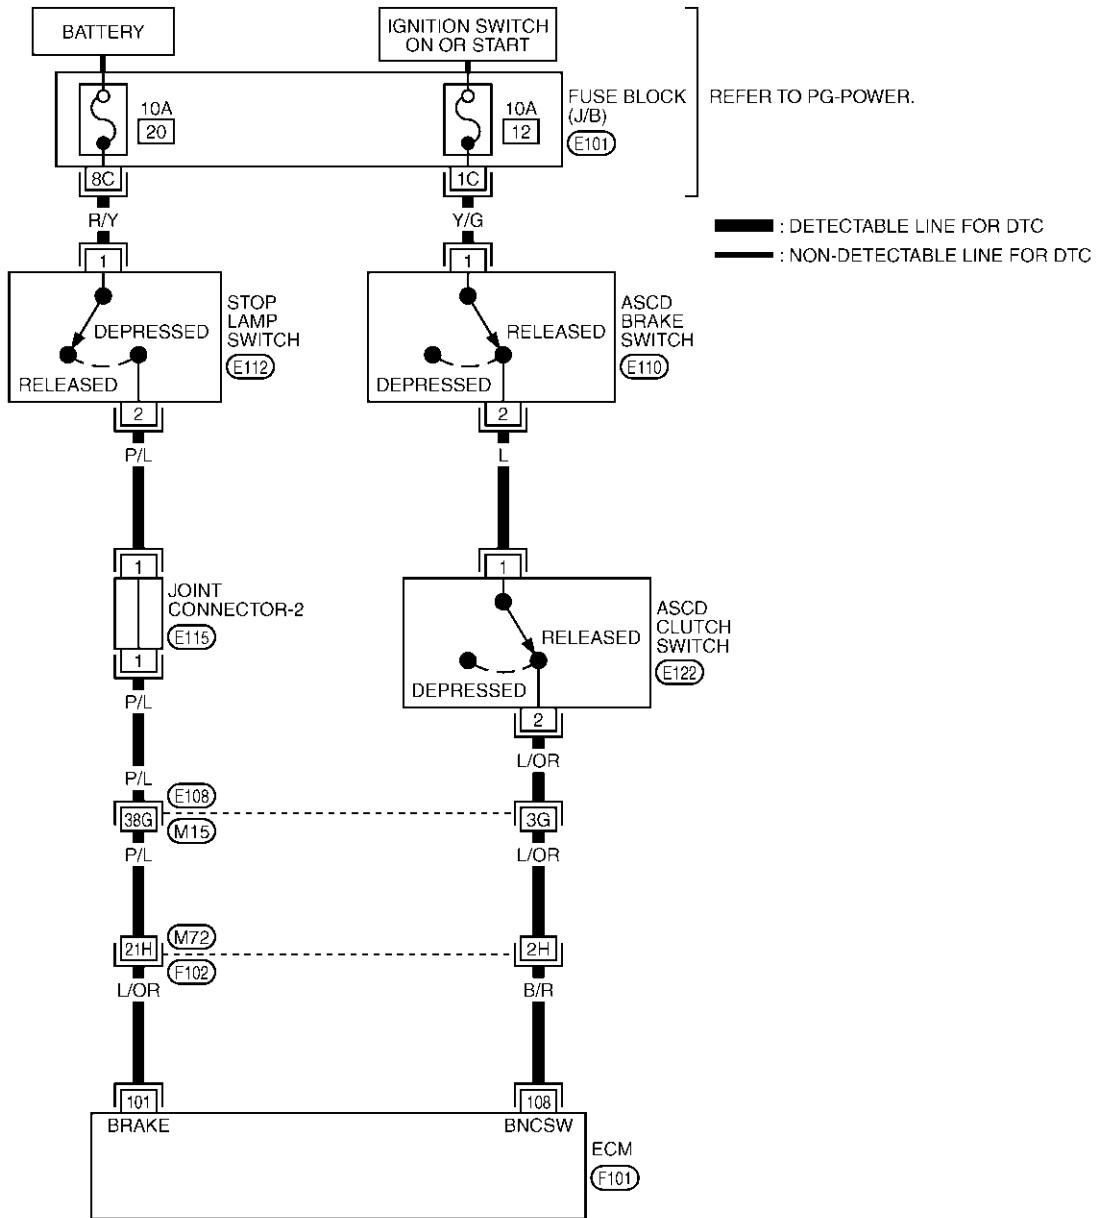 BATTERY
IGNITION SWITCH
ON OR START
10A
20
10A
12
FUSE BLOCK
(J/B)
E101
REFER TO PG-POWER.
8C
1C
R/Y
Y/G
: DETECTABLE LINE FOR DTC
: NON-DETECTABLE LINE FOR DTC
1
1
DEPRESSED
RELEASED
STOP
LAMP
SWITCH
E112
RELEASED
DEPRESSED
ASCD
BRAKE
SWITCH
E110
2
2
P/L
L
1
1
JOINT
CONNECTOR-2
E115
1
RELEASED
DEPRESSED
ASCD
CLUTCH
SWITCH
E122
P/L
2
L/OR
P/L
E108
38G
M15
3G
P/L
L/OR
M72
21H
F102
2H
L/OR
B/R
101
108
BRAKE
BNCSW
ECM
F101